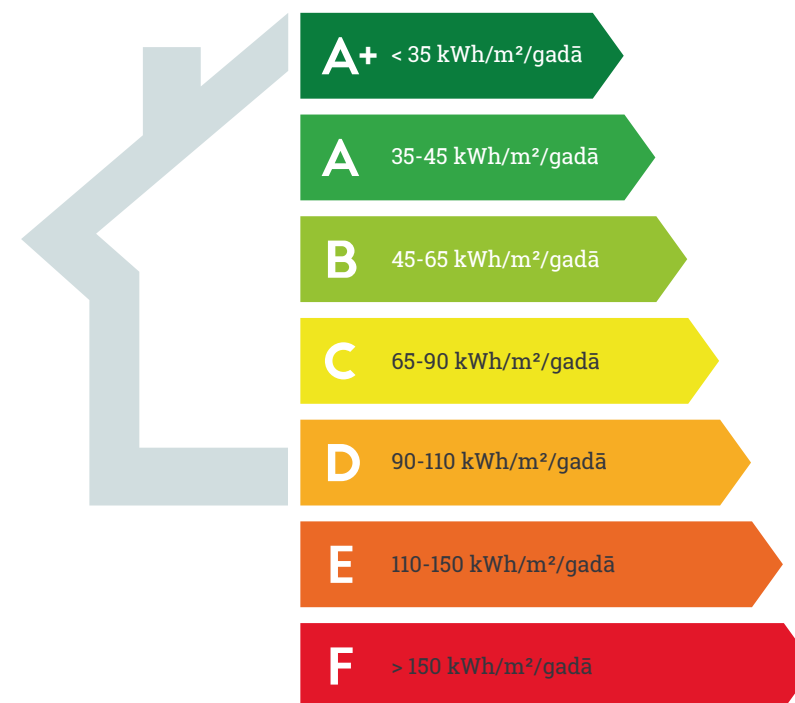 A+ < 35 kWh/m²/gadā
A 35-45 kWh/m²/gadā
B 45-65 kWh/m²/gadā
C 65-90 kWh/m²/gadā
D 90-110 kWh/m²/gadā
E 110-150 kWh/m²/gadā
F > 150 kWh/m²/gadā